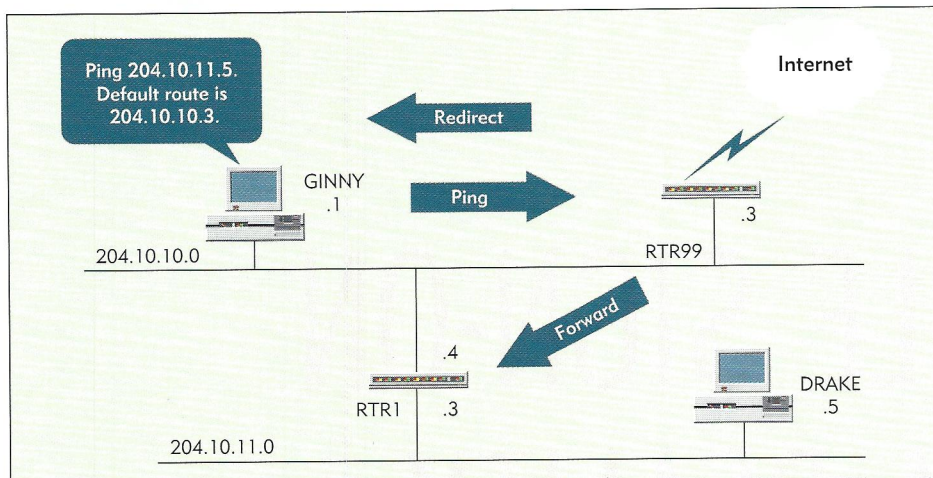 Ping 204.10.11.5.
Default route is
204.10.10.3.
Internet
Redirect
GINNY
.1
Ping
.3
204.10.10.0
RTR99
Forward
.4
RTR1
.3
DRAKE
.5
204.10.11.0